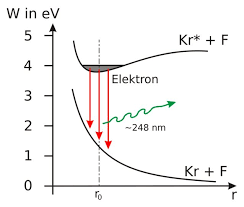 W in eV
5
Kr* + F
4
Elektron
3
2
~248 nm
1
Kr + F
0
r₀
r